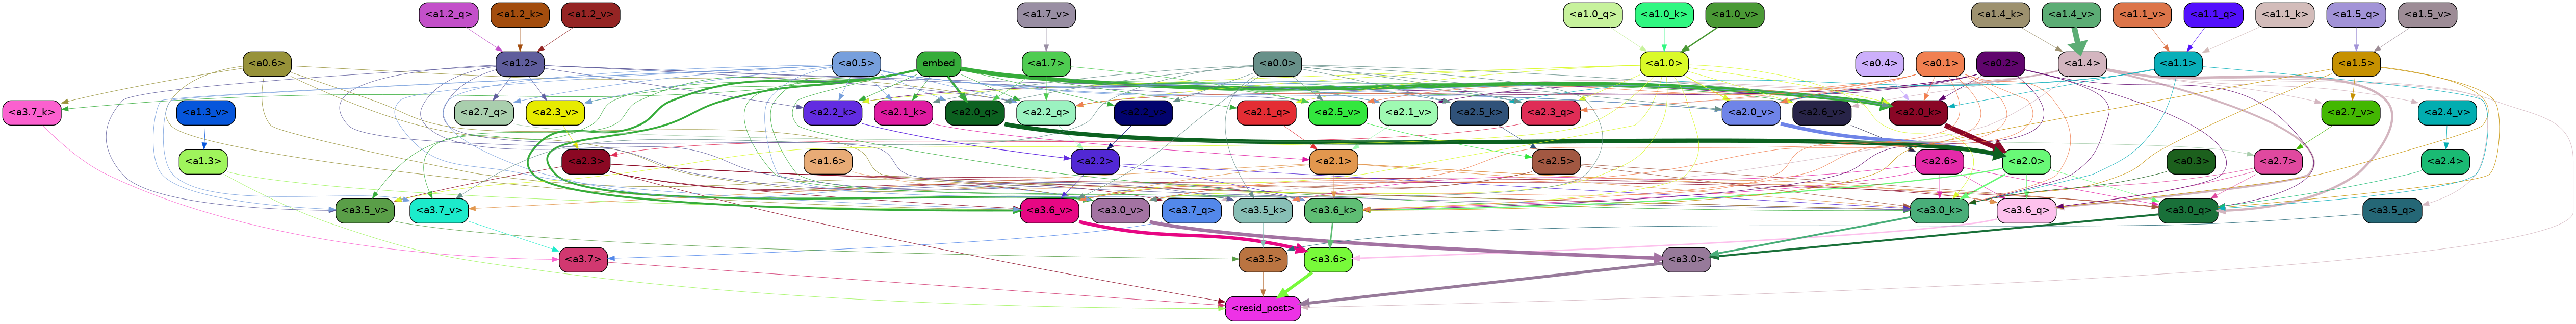 <a1.2_q> <a1.2_k> <a1.2_v> <a1.7_v> <a1.0_q> <a1.0_k> <a1.0_v> <a1.4_k> <a1.4_v> <a1.1_v> <a1.1_q> <a1.1_k> <a1.5_q> <a1.5_v>
<a0.6> <a1.2> <a0.5> embed <a1.7> <a0.0> <a1.0> <a0.4> <a0.1> <a0.2> <a1.4> <a1.1> <a1.5>
<a3.7_k> <a1.3_v> <a2.7_q> <a2.3_v> <a2.2_k> <a2.1_k> <a2.0_q> <a2.2_q> <a2.2_v> <a2.1_q> <a2.5_v> <a2.1_v> <a2.5_k> <a2.3_q> <a2.0_v> <a2.6_v> <a2.0_k> <a2.7_v> <a2.4_v>
<a1.3> <a2.3> <a1.6> <a2.2> <a2.1> <a2.5> <a2.6> <a2.0> <a0.3> <a2.7> <a2.4>
<a3.5_v> <a3.7_v> <a3.6_v> <a3.0_v> <a3.7_q> <a3.5_k> <a3.6_k> <a3.0_k> <a3.6_q> <a3.0_q> <a3.5_q>
<a3.7> <a3.5> <a3.6> <a3.0>
<resid_post>